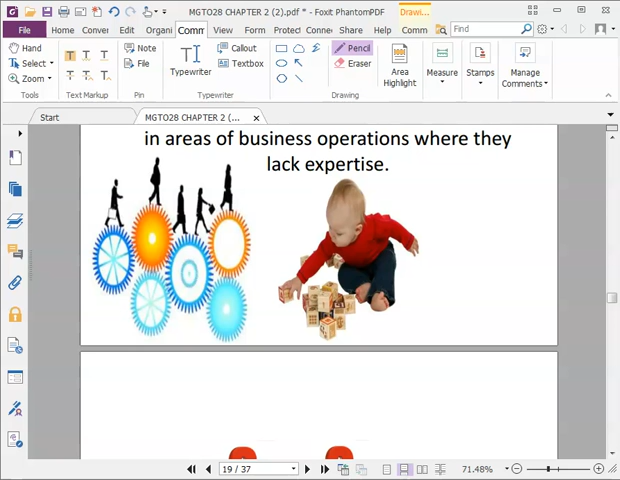 MGTO28 CHAPTER 2 (2).pdf * - Foxit PhantomPDF
Drawi...
File
Home
Conv
Edit
Organi
Comm
View
Form
Prote
Share
Help
Comm
Find
Hand
Select
Zoom
Tools
Text Markup
Note
File
Pin
Typewriter
Callout
Textbox
Typewriter
Pencil
Eraser
Drawing
Area
Highlight
Measure
Stamps
Manage
Comments
Start
MGTO28 CHAPTER 2 (...
in areas of business operations where they
lack expertise.
19 / 37
71.48%